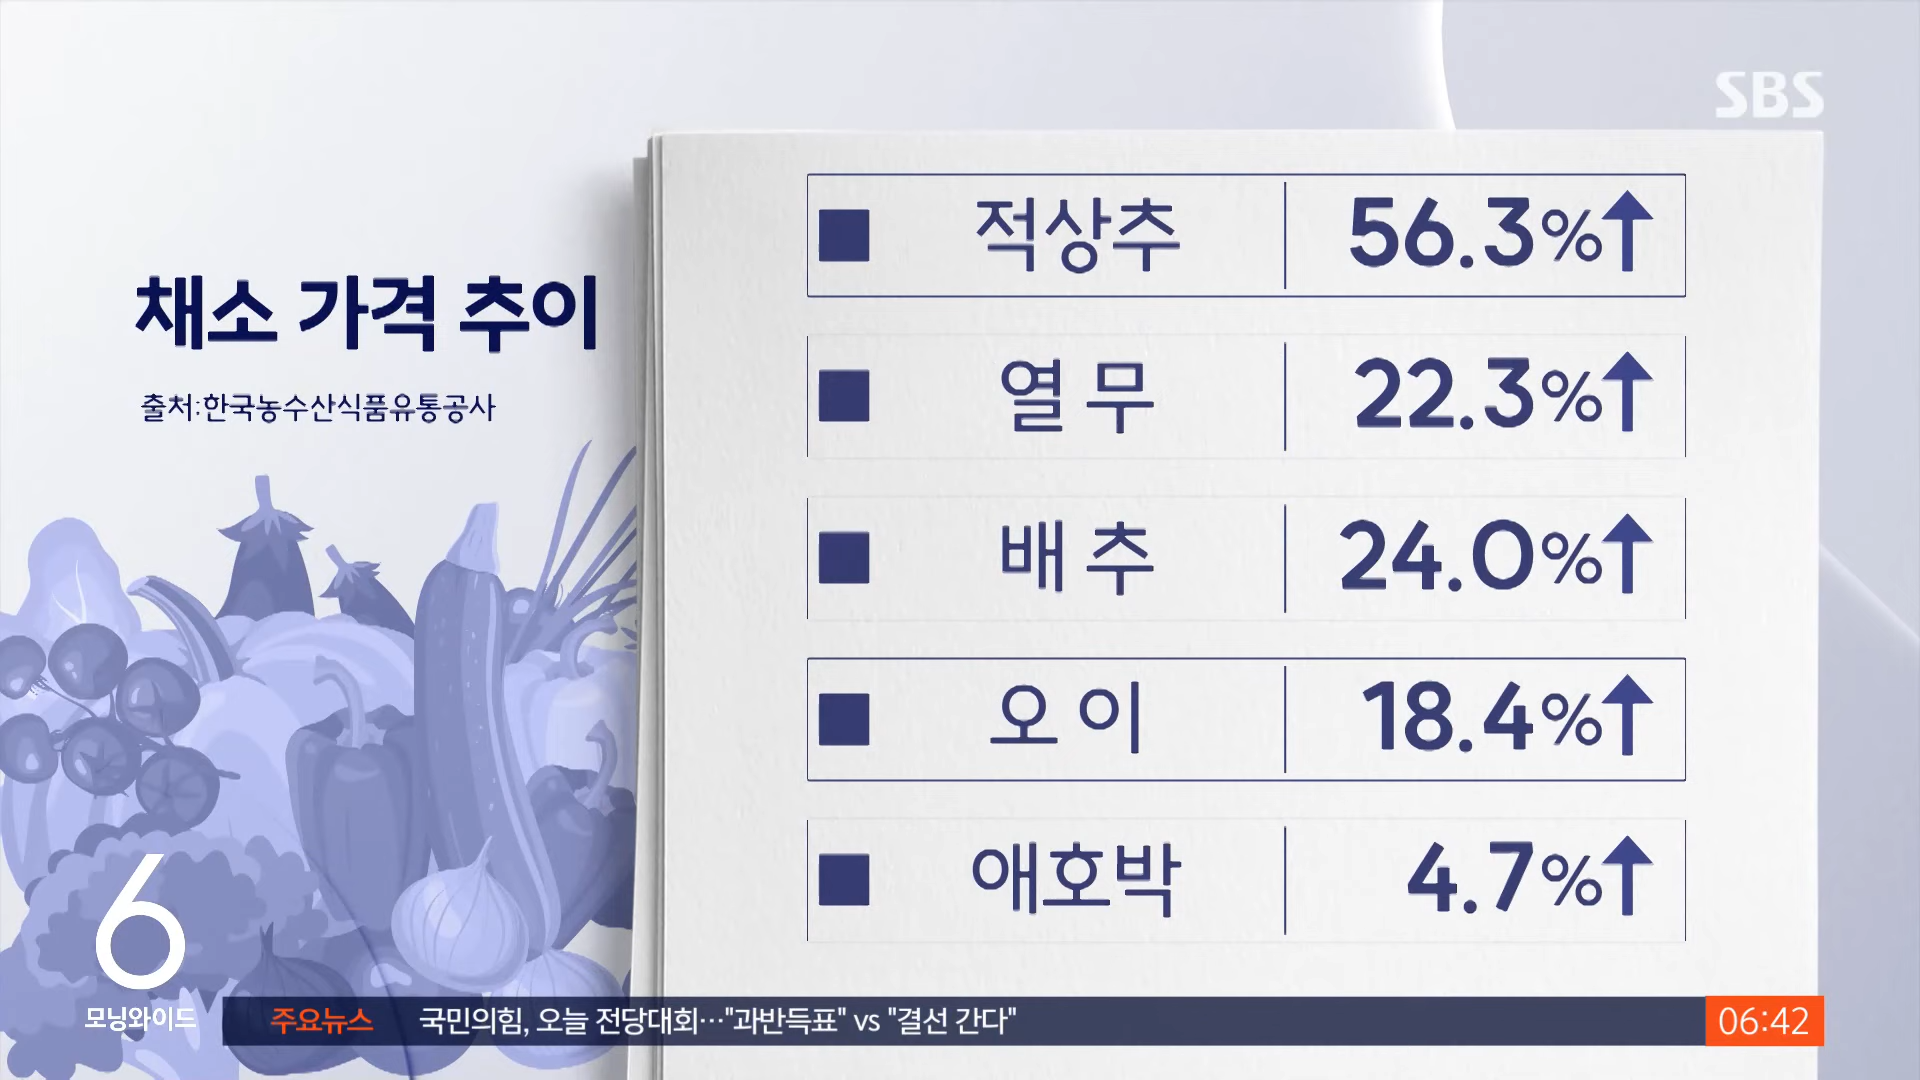 SBS
채소 가격 추이
출처:한국농수산식품유통공사
■ 적상추 56.3%↑
■ 열무 22.3%↑
■ 배추 24.0%↑
■ 오이 18.4%↑
■ 애호박 4.7%↑
6
모닝와이드
주요뉴스 국민의힘, 오늘 전당대회…"과반득표" vs "결선 간다" 06:42